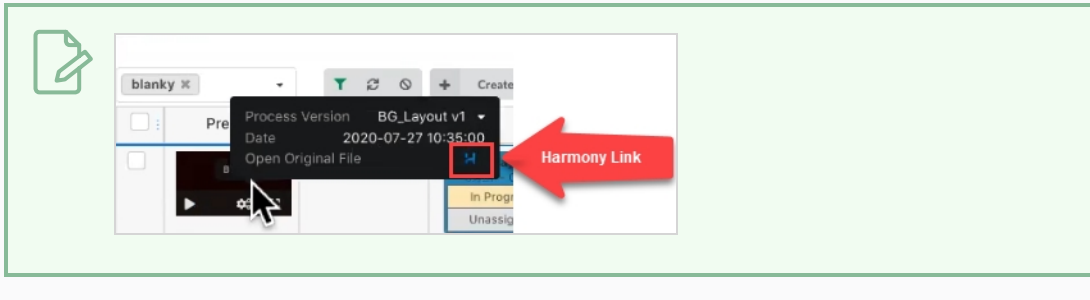 blanky ×
Create
Pre
Process Version BG_Layout v1
Date 2020-07-27 10:35:00
Open Original File
Harmony Link
B
In Progr
Unassig